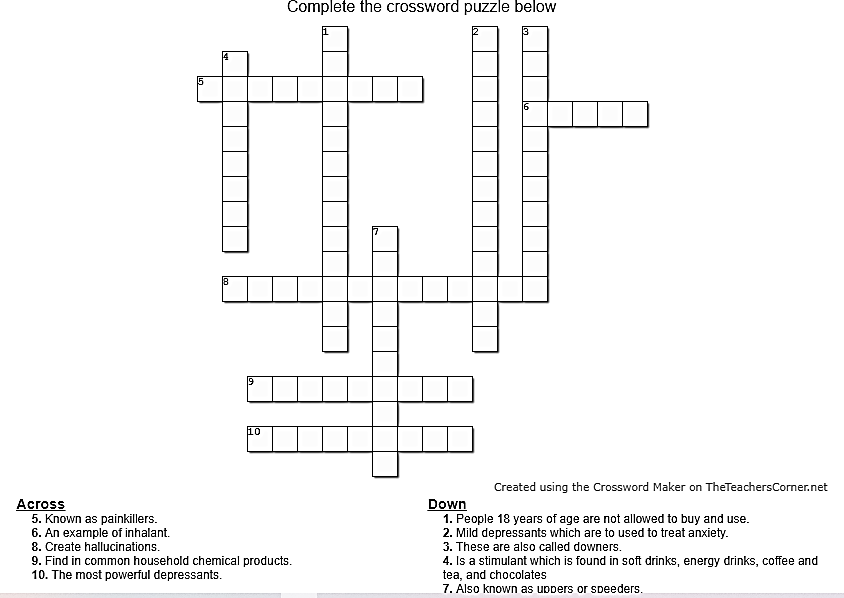 Complete the crossword puzzle below
1
2
3
4
5
6
7
8
9
10
Created using the Crossword Maker on TheTeachersCorner.net
Across
5. Known as painkillers.
6. An example of inhalant.
8. Create hallucinations.
9. Find in common household chemical products.
10. The most powerful depressants.
Down
1. People 18 years of age are not allowed to buy and use.
2. Mild depressants which are to used to treat anxiety.
3. These are also called downers.
4. Is a stimulant which is found in soft drinks, energy drinks, coffee and
tea, and chocolates
7. Also known as uppers or speeders.